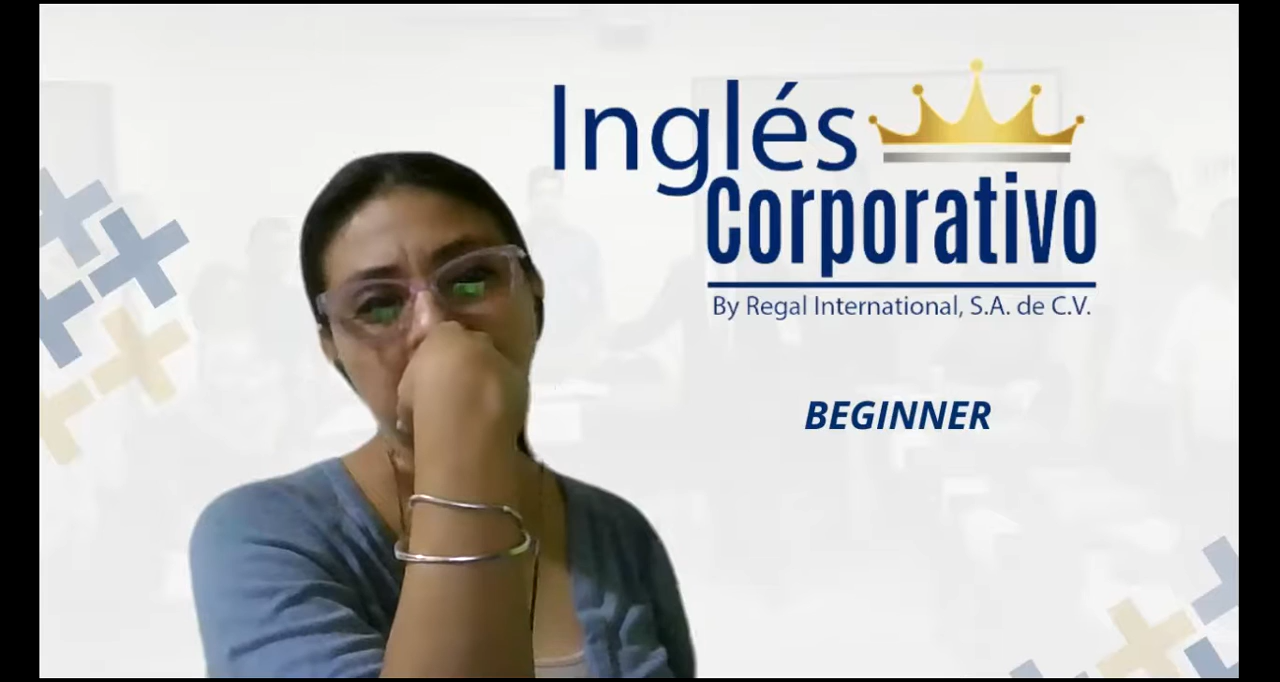 Inglés
Corporativo
By Regal International, S.A. de C.V.
BEGINNER